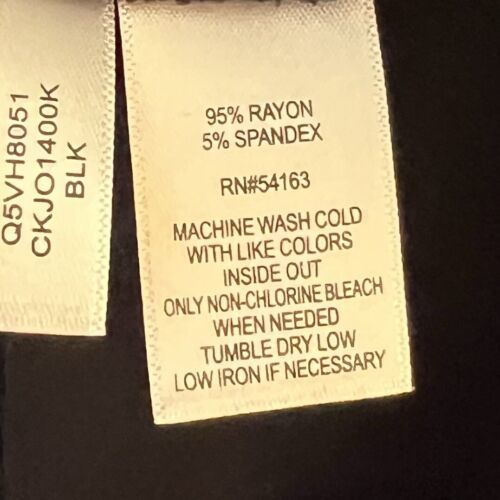 Q5VH8051
CKJO1400K
BLK
95% RAYON
5% SPANDEX
RN#54163
MACHINE WASH COLD
WITH LIKE COLORS
INSIDE OUT
ONLY NON-CHLORINE BLEACH
WHEN NEEDED
TUMBLE DRY LOW
LOW IRON IF NECESSARY